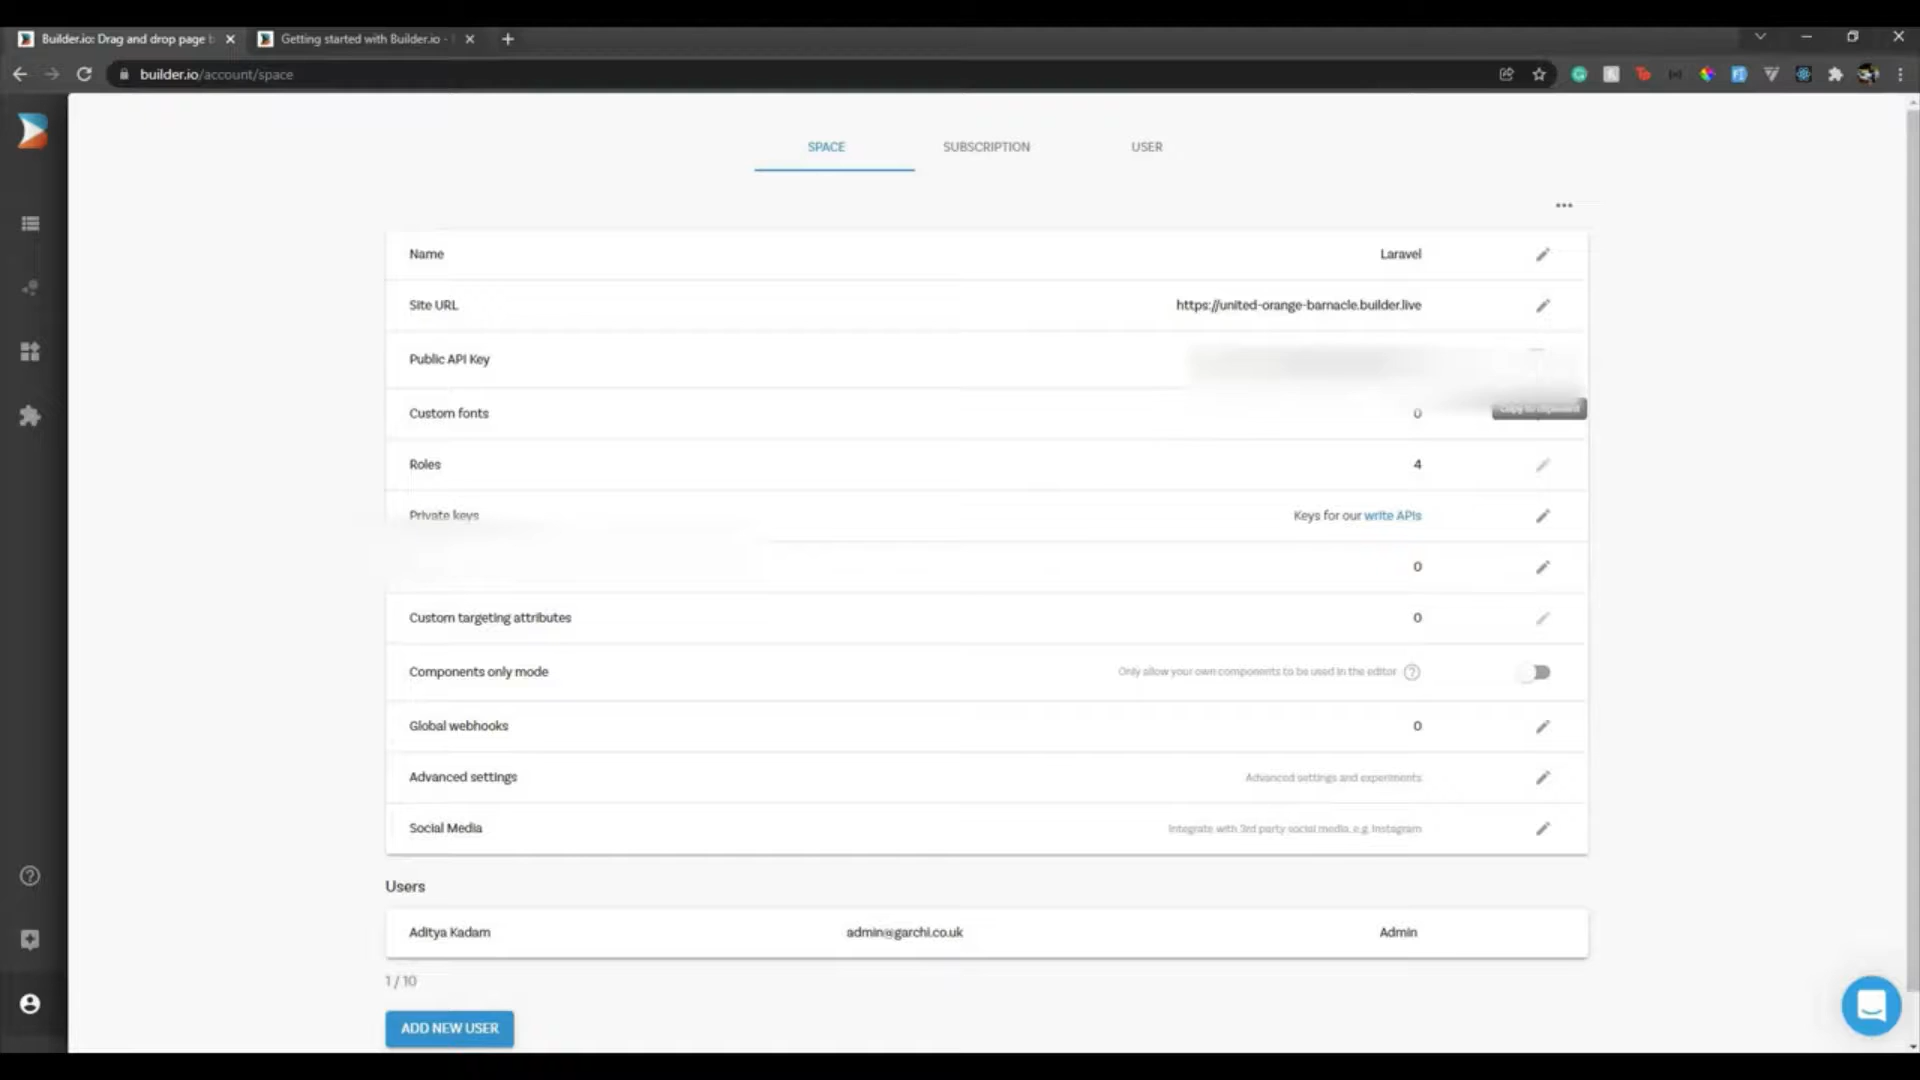 Builder.io: Drag and drop page b
Getting started with Builder.io -
builder.io/account/space
SPACE SUBSCRIPTION USER
Name Laravel
Site URL https://united-orange-barnacle.builder.live
Public API Key
Custom fonts 0
Copy to clipboard
Roles 4
Private keys Keys for our write APIs
0
Custom targeting attributes 0
Components only mode Only allow your own components to be used in the editor
Global webhooks 0
Advanced settings Advanced settings and experiments
Social Media Integrate with 3rd party social media, e.g. Instagram
Users
Aditya Kadam admin@garchi.co.uk Admin
1 / 10
ADD NEW USER